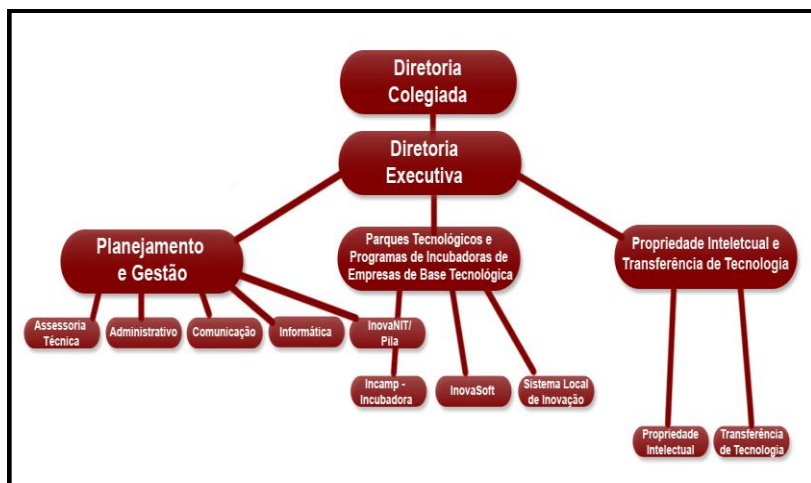 Diretoria
Colegiada
Diretoria
Executiva
Planejamento
e Gestão
Parques Tecnológicos e
Programas de Incubadoras de
Empresas de Base Tecnológica
Propriedade Inteletcual e
Transferência de Tecnologia
Assessoria
Técnica
Administrativo
Comunicação
Informática
InovaNIT/
Pila
Incamp -
Incubadora
InovaSoft
Sistema Local
de Inovação
Propriedade
Intelectual
Transferência
de Tecnologia